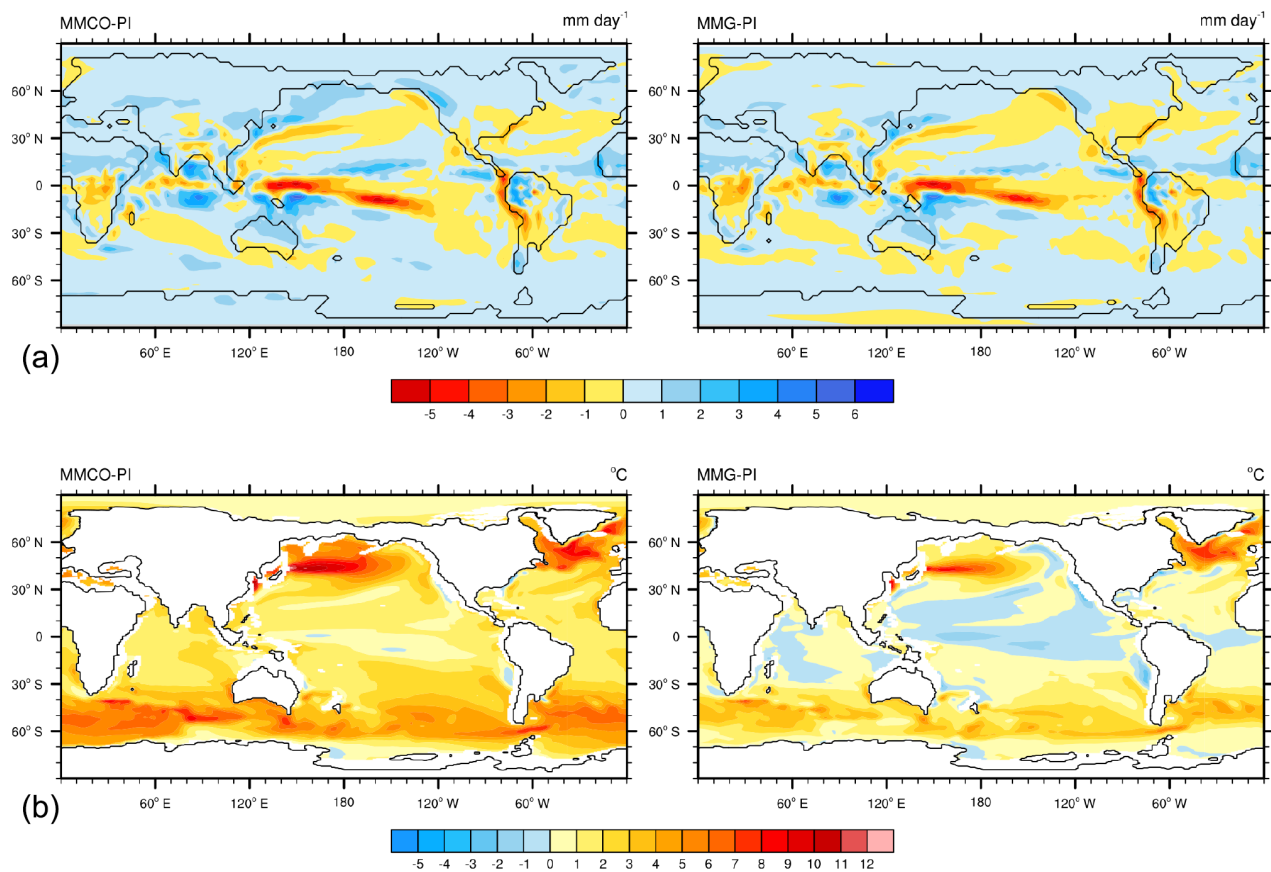 MMCO-PI mm day⁻¹ MMG-PI mm day⁻¹
60° N 60° N
30° N 30° N
0 0
30° S 30° S
60° S 60° S
60° E 120° E 180 120° W 60° W 60° E 120° E 180 120° W 60° W
(a)
-5 -4 -3 -2 -1 0 1 2 3 4 5 6
MMCO-PI °C MMG-PI °C
60° N 60° N
30° N 30° N
0 0
30° S 30° S
60° S 60° S
60° E 120° E 180 120° W 60° W 60° E 120° E 180 120° W 60° W
(b)
-5 -4 -3 -2 -1 0 1 2 3 4 5 6 7 8 9 10 11 12